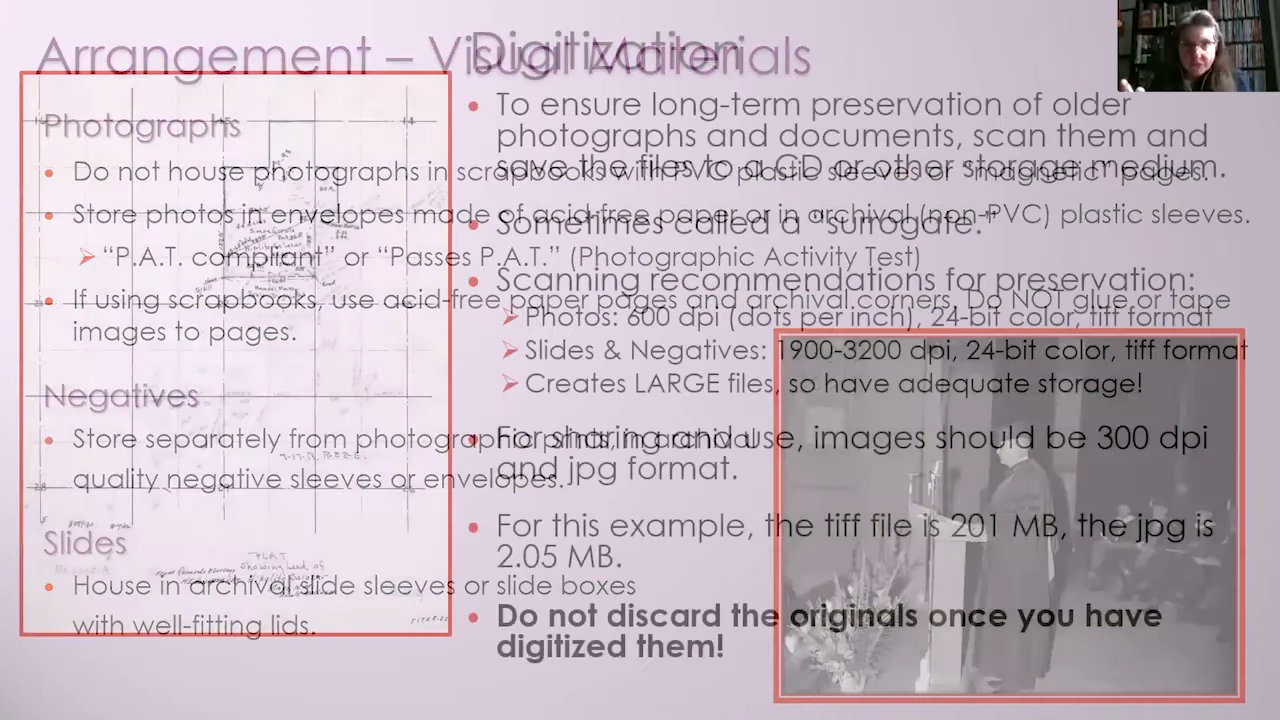 Arrangement – Visual Materials
Photographs
Do not house photographs in scrapbooks with PVC plastic sleeves or “magnetic” pages.
Store photos in envelopes made of acid-free paper or in archival (non-PVC) plastic sleeves.
“P.A.T. compliant” or “Passes P.A.T.” (Photographic Activity Test)
If using scrapbooks, use acid-free paper pages and archival corners. Do NOT glue or tape
images to pages.
Negatives
Store separately from photographic prints, in archival
quality negative sleeves or envelopes.
Slides
House in archival slide sleeves or slide boxes
with well-fitting lids.
Digitization
To ensure long-term preservation of older
photographs and documents, scan them and
save the files to a CD or other storage medium.
Sometimes called a “surrogate.”
Scanning recommendations for preservation:
Photos: 600 dpi (dots per inch), 24-bit color, tiff format
Slides & Negatives: 1900-3200 dpi, 24-bit color, tiff format
Creates LARGE files, so have adequate storage!
For sharing and use, images should be 300 dpi
and jpg format.
For this example, the tiff file is 201 MB, the jpg is
2.05 MB.
Do not discard the originals once you have
digitized them!
PLAT
Showing Land of